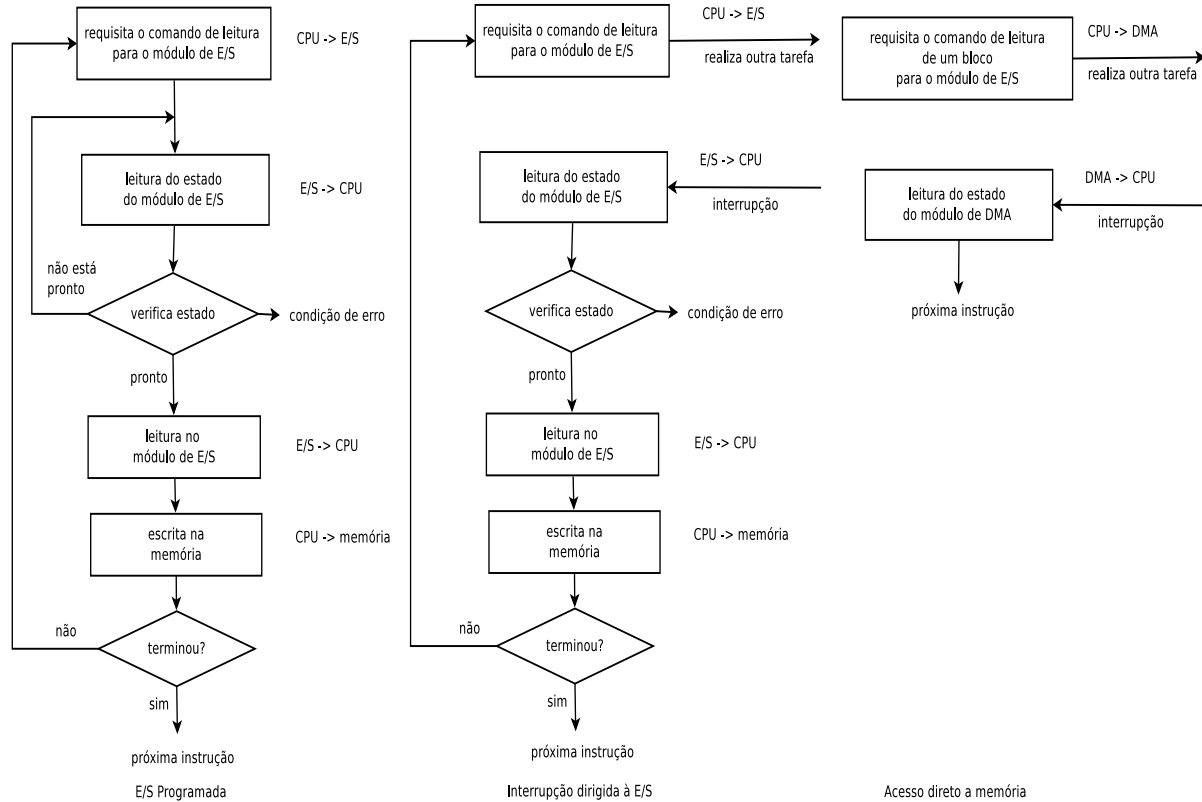 requisita o comando de leitura
para o módulo de E/S
CPU -> E/S
leitura do estado
do módulo de E/S
E/S -> CPU
não está
pronto
verifica estado
condição de erro
pronto
leitura no
módulo de E/S
E/S -> CPU
escrita na
memória
CPU -> memória
não
terminou?
sim
próxima instrução
E/S Programada
requisita o comando de leitura
para o módulo de E/S
CPU -> E/S
realiza outra tarefa
leitura do estado
do módulo de E/S
E/S -> CPU
interrupção
verifica estado
condição de erro
pronto
leitura no
módulo de E/S
E/S -> CPU
escrita na
memória
CPU -> memória
não
terminou?
sim
próxima instrução
Interrupção dirigida à E/S
requisita o comando de leitura
de um bloco
para o módulo de E/S
CPU -> DMA
realiza outra tarefa
leitura do estado
do módulo de DMA
DMA -> CPU
interrupção
próxima instrução
Acesso direto a memória